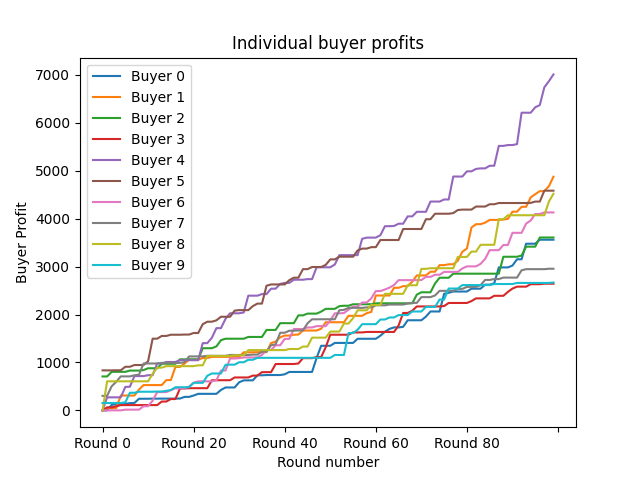 Individual buyer profits
Buyer Profit
7000
6000
5000
4000
3000
2000
1000
0
Buyer 0
Buyer 1
Buyer 2
Buyer 3
Buyer 4
Buyer 5
Buyer 6
Buyer 7
Buyer 8
Buyer 9
Round 0 Round 20 Round 40 Round 60 Round 80
Round number